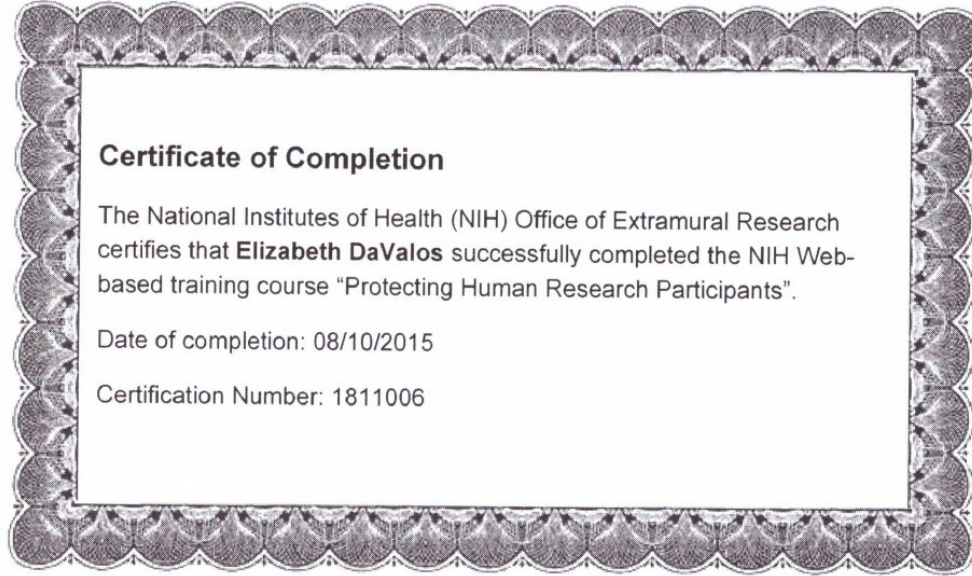 Certificate of Completion
The National Institutes of Health (NIH) Office of Extramural Research
certifies that Elizabeth DaValos successfully completed the NIH Web-
based training course “Protecting Human Research Participants”.
Date of completion: 08/10/2015
Certification Number: 1811006